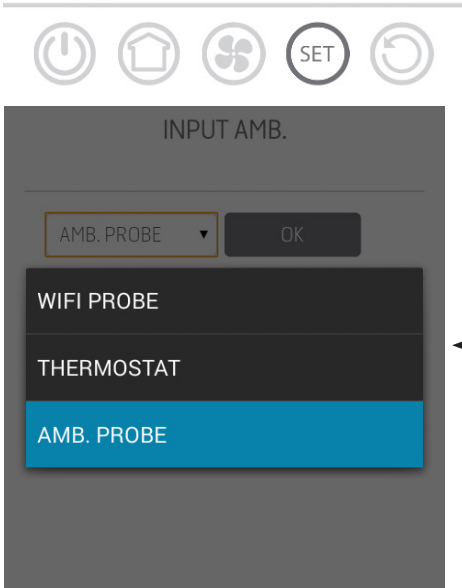 SET
INPUT AMB.
AMB. PROBE OK
WIFI PROBE
THERMOSTAT
AMB. PROBE